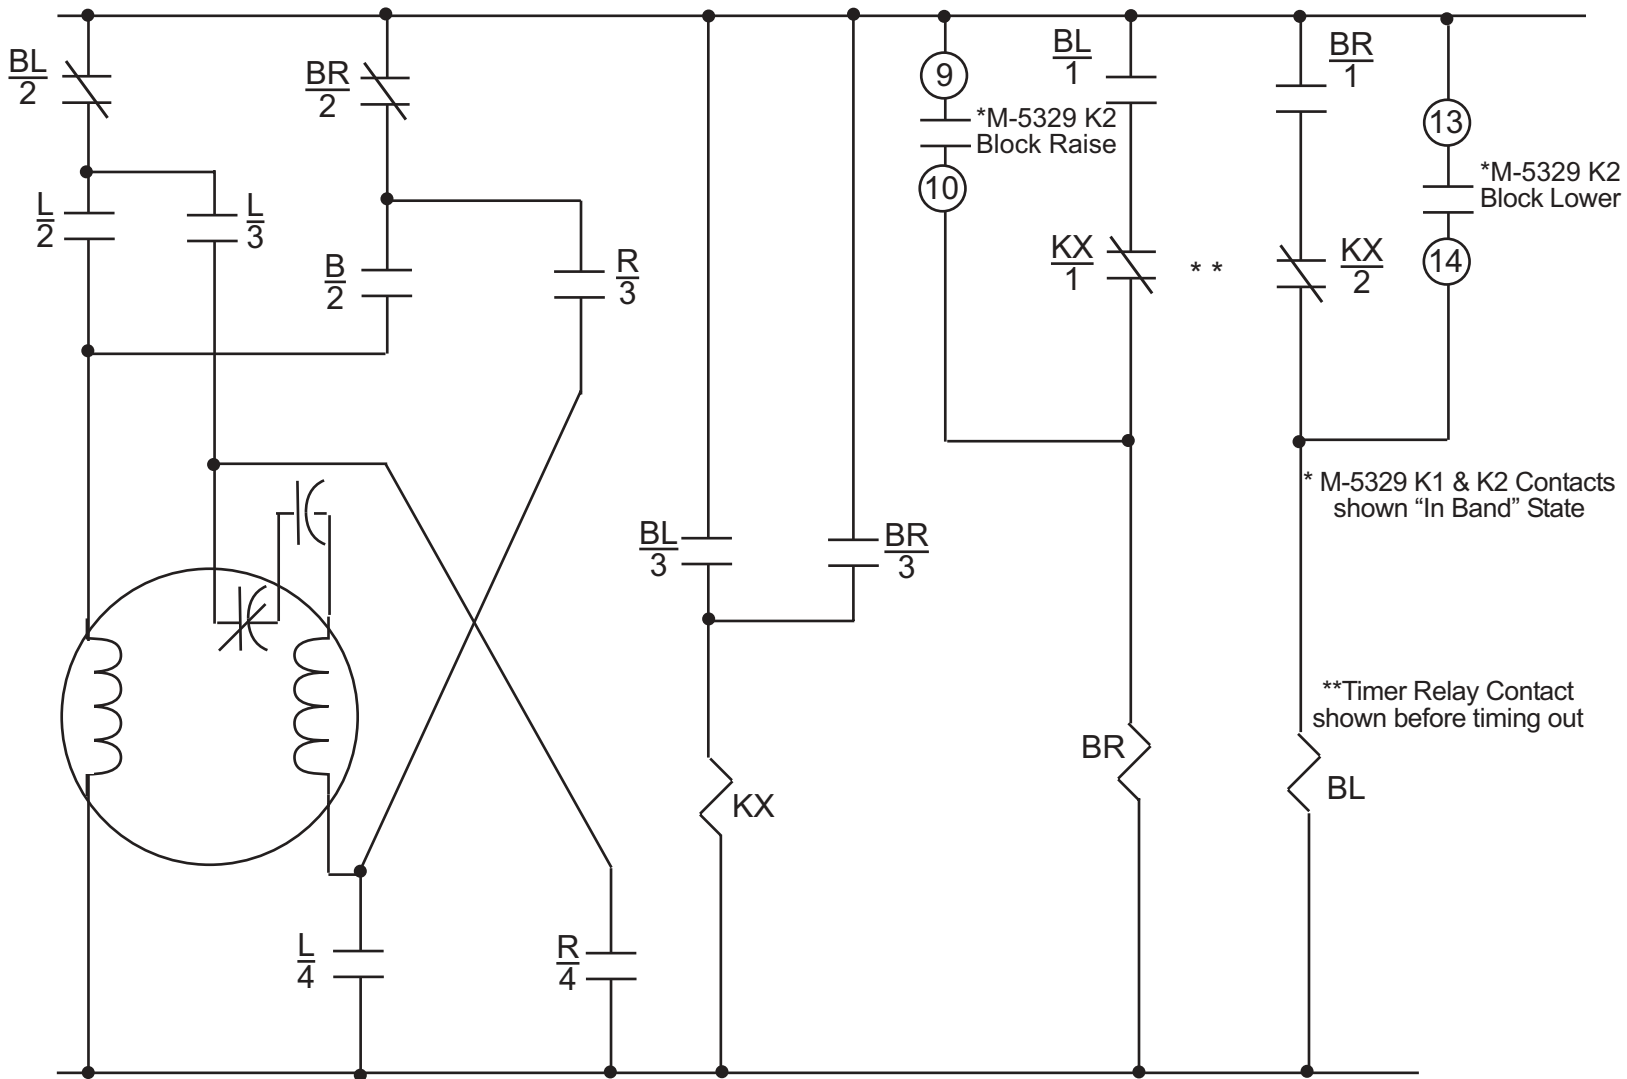 BL
2
BR
2
L
2
L
3
B
2
R
3
9
*M-5329 K2
Block Raise
10
BL
1
KX
1
* *
BR
1
KX
2
13
*M-5329 K2
Block Lower
14
* M-5329 K1 & K2 Contacts
shown “In Band” State
**Timer Relay Contact
shown before timing out
BL
3
BR
3
KX
BR
BL
L
4
R
4